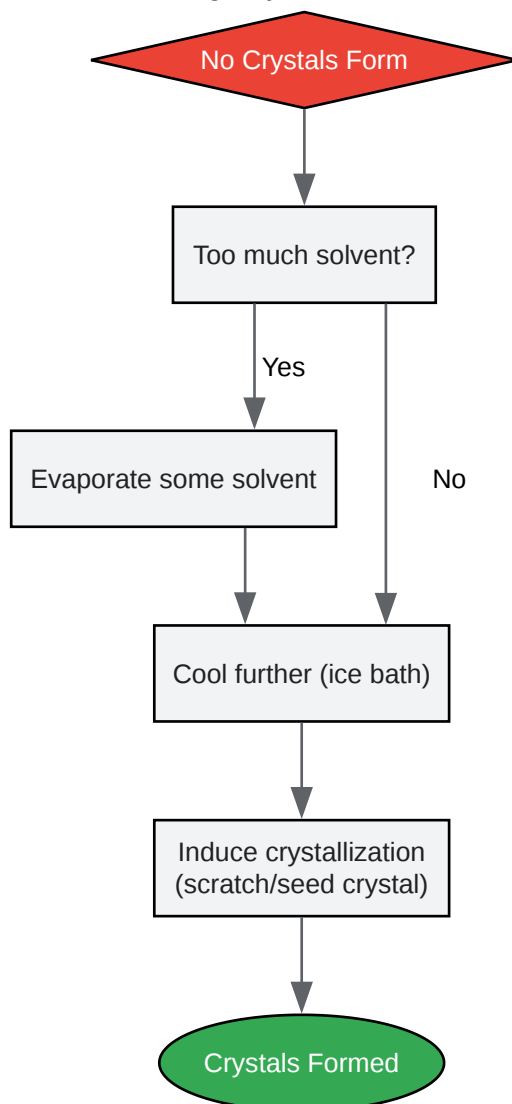 No Crystals Form
Too much solvent?
Yes
Evaporate some solvent
No
Cool further (ice bath)
Induce crystallization
(scratch/seed crystal)
Crystals Formed